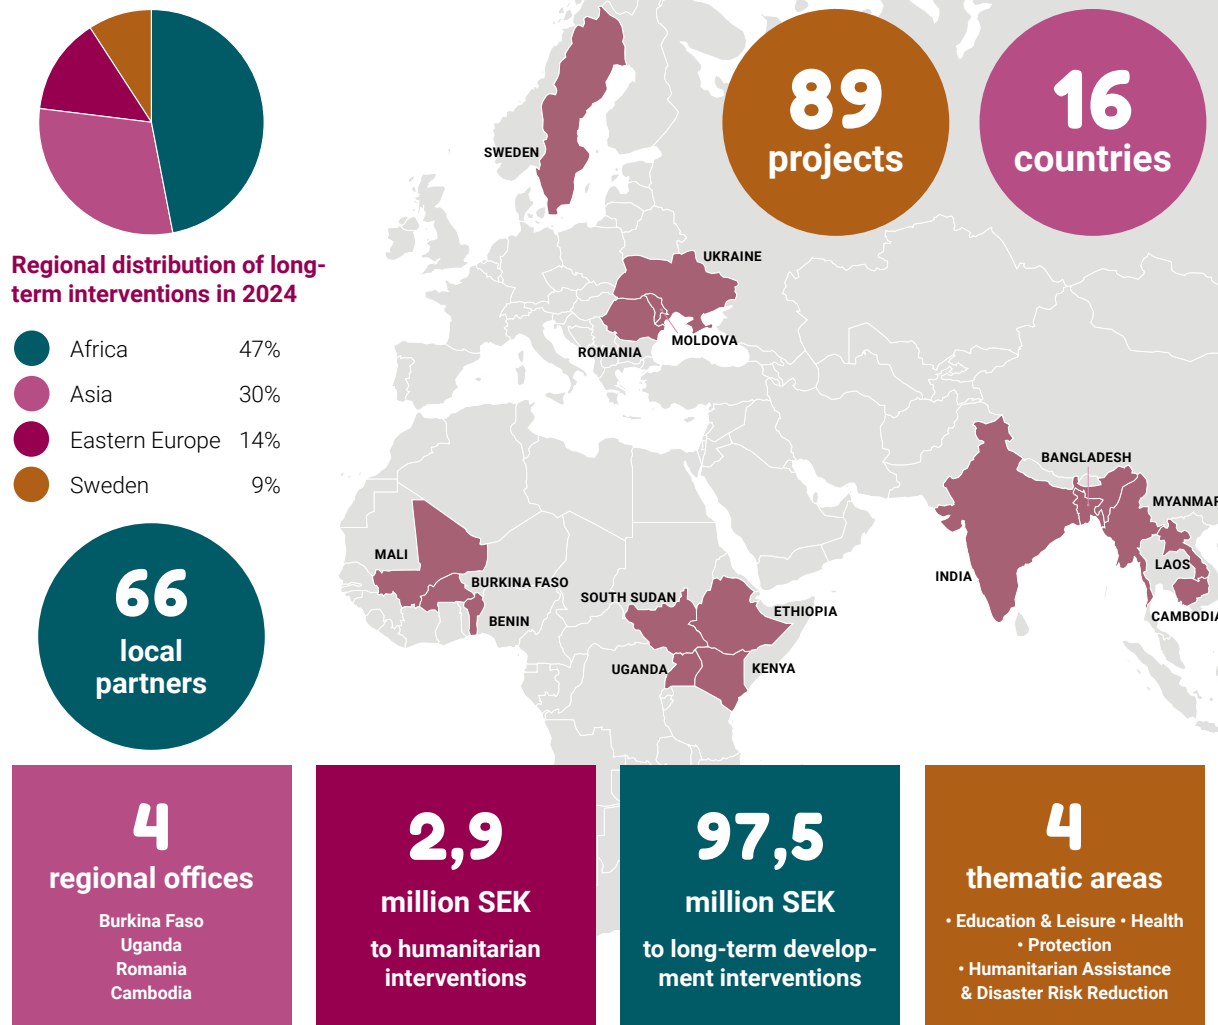 89
projects
16
countries
SWEDEN
UKRAINE
MOLDOVA
ROMANIA
Regional distribution of long-
term interventions in 2024
Africa 47%
Asia 30%
Eastern Europe 14%
Sweden 9%
BANGLADESH
MYANMAR
INDIA
LAOS
CAMBODIA
MALI
BURKINA FASO
BENIN
SOUTH SUDAN
ETHIOPIA
UGANDA
KENYA
66
local
partners
4
regional offices
Burkina Faso
Uganda
Romania
Cambodia
2,9
million SEK
to humanitarian
interventions
97,5
million SEK
to long-term develop-
ment interventions
4
thematic areas
• Education & Leisure • Health
• Protection
• Humanitarian Assistance
& Disaster Risk Reduction